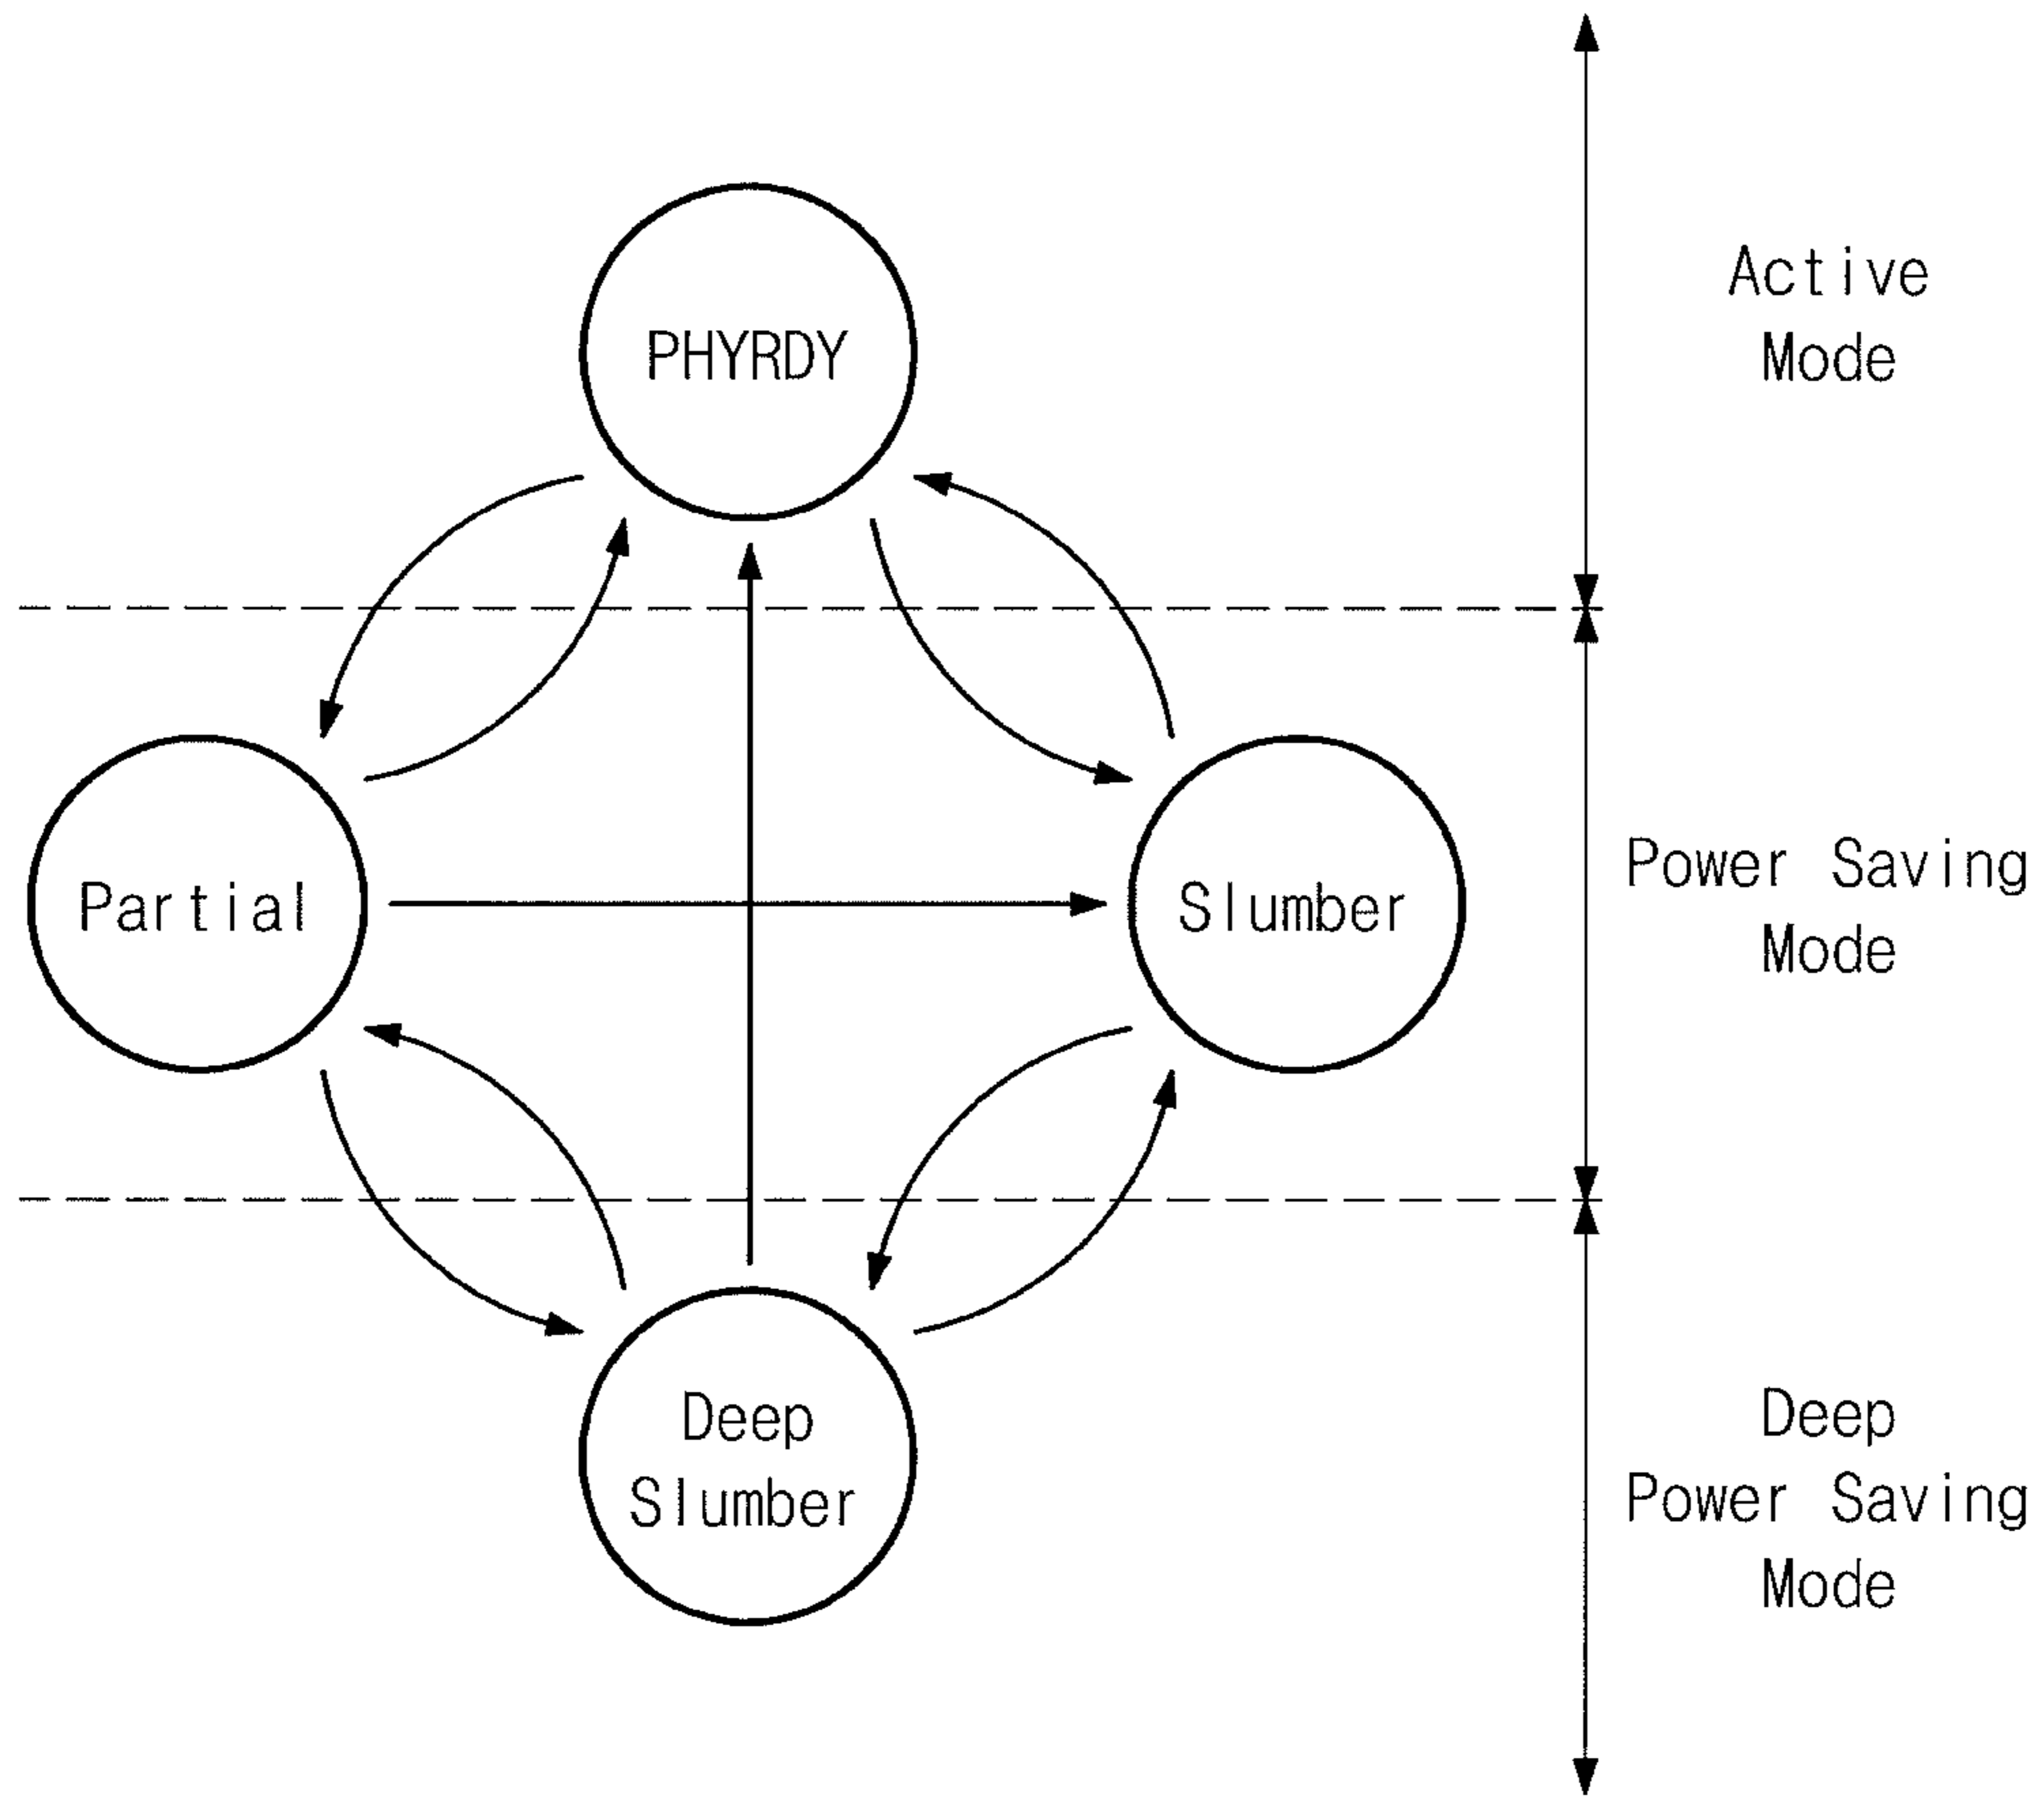 PHYRDY
Active
Mode
Partial
Slumber
Power Saving
Mode
Deep
Slumber
Deep
Power Saving
Mode